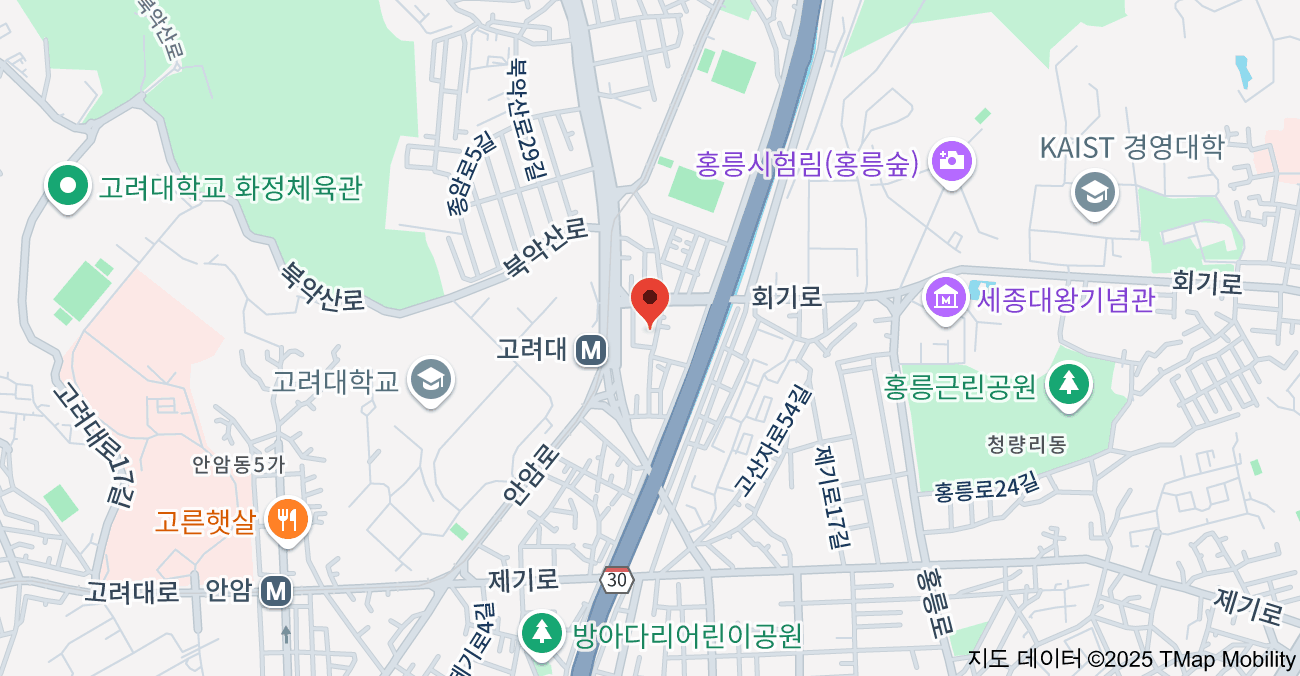 북악산로
북악산로29길
종암로5길
KAIST 경영대학
홍릉시험림(홍릉숲)
고려대학교 화정체육관
북악산로
북악산로
회기로
회기로
세종대왕기념관
고려대
M
고려대학교
홍릉근린공원
고려대로17길
고산자로54길
청량리동
안암동5가
안암로
제기로17길
홍릉로24길
고른햇살
고려대로
안암
M
제기로
30
홍릉로
제기로
제기로4길
방아다리어린이공원
지도 데이터 ©2025 TMap Mobility